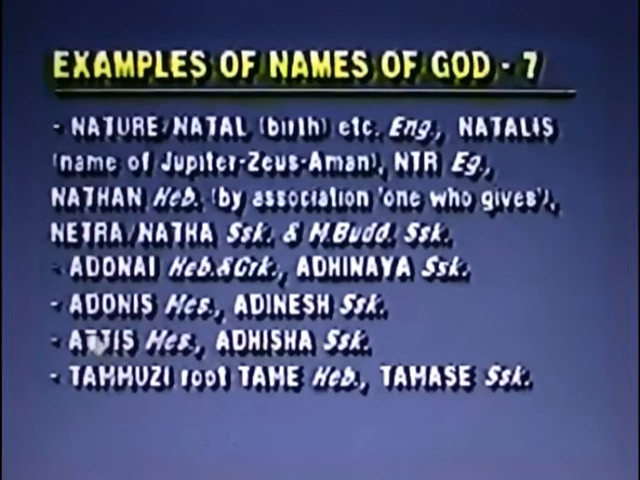 EXAMPLES OF NAMES OF GOD - 7
- NATURE/NATAL (birth) etc. Eng., NATALIS
(name of Jupiter-Zeus-Aman), NTR Eg.,
NATHAN Heb. (by association 'one who gives'),
NETRA/NATHA Ssk. & M.Budd. Ssk.
- ADONAI Heb.&Grk., ADHINAYA Ssk.
- ADONIS Mes., ADINESH Ssk.
- ATTIS Mes., ADHISHA Ssk.
- TAMMUZI root TAME Heb., TAMASE Ssk.